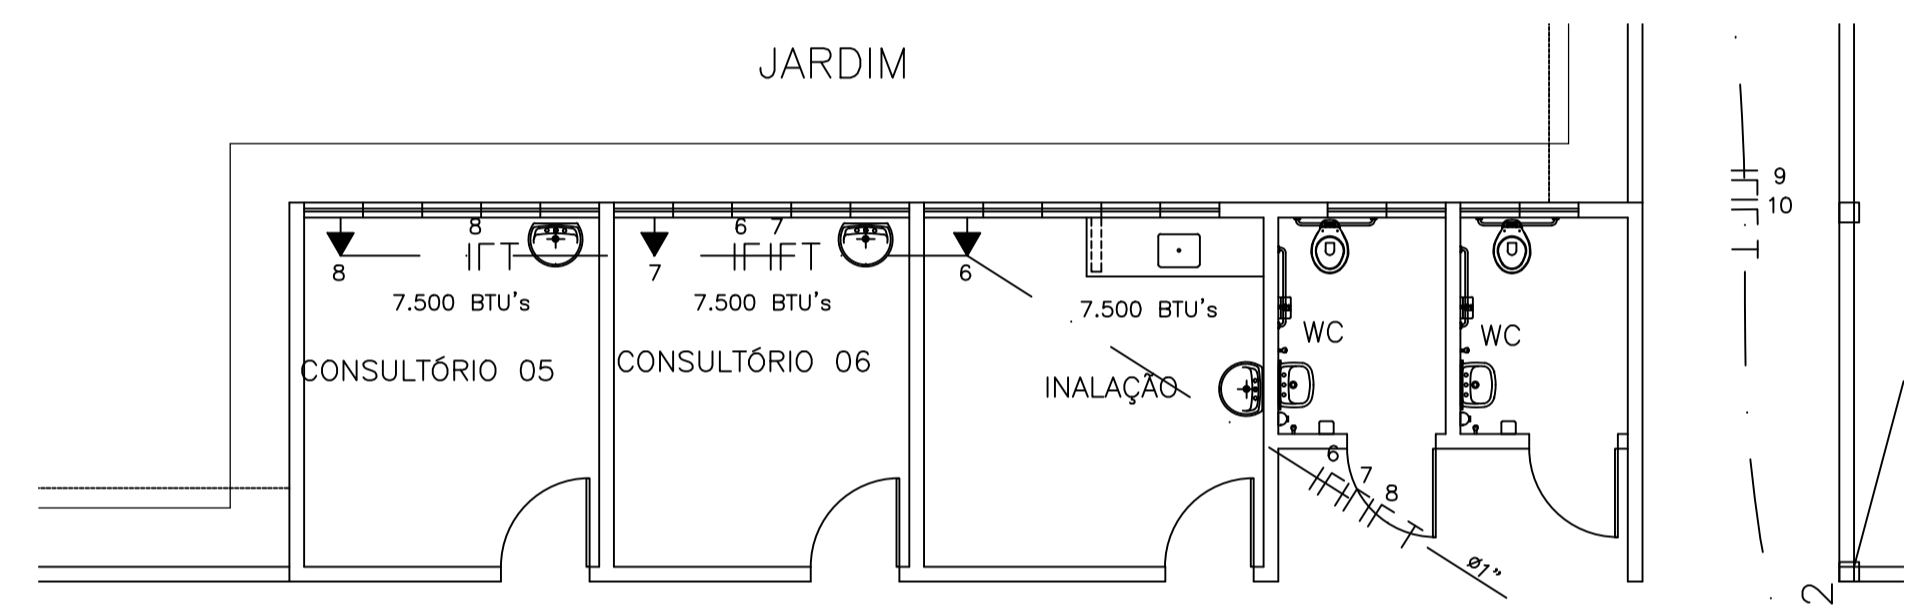 JARDIM
9
10
8
6 7
8
7
6
7.500 BTU's
7.500 BTU's
7.500 BTU's
WC
WC
CONSULTÓRIO 05
CONSULTÓRIO 06
INALAÇÃO
6
7
8
ø1"
2